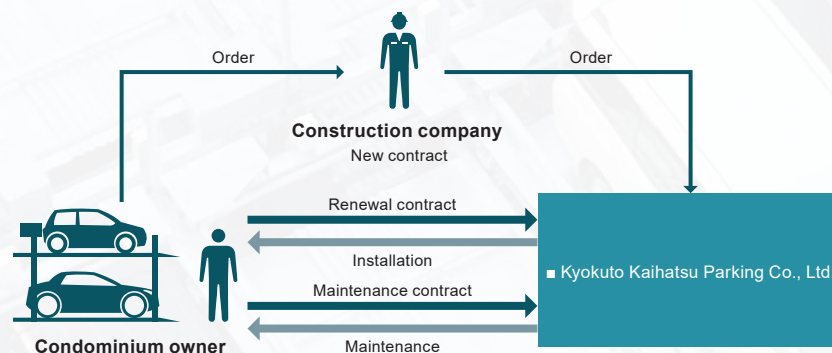 Order
Order
Construction company
New contract
Renewal contract
Installation
■ Kyokuto Kaihatsu Parking Co., Ltd
Maintenance contract
Condominium owner
Maintenance